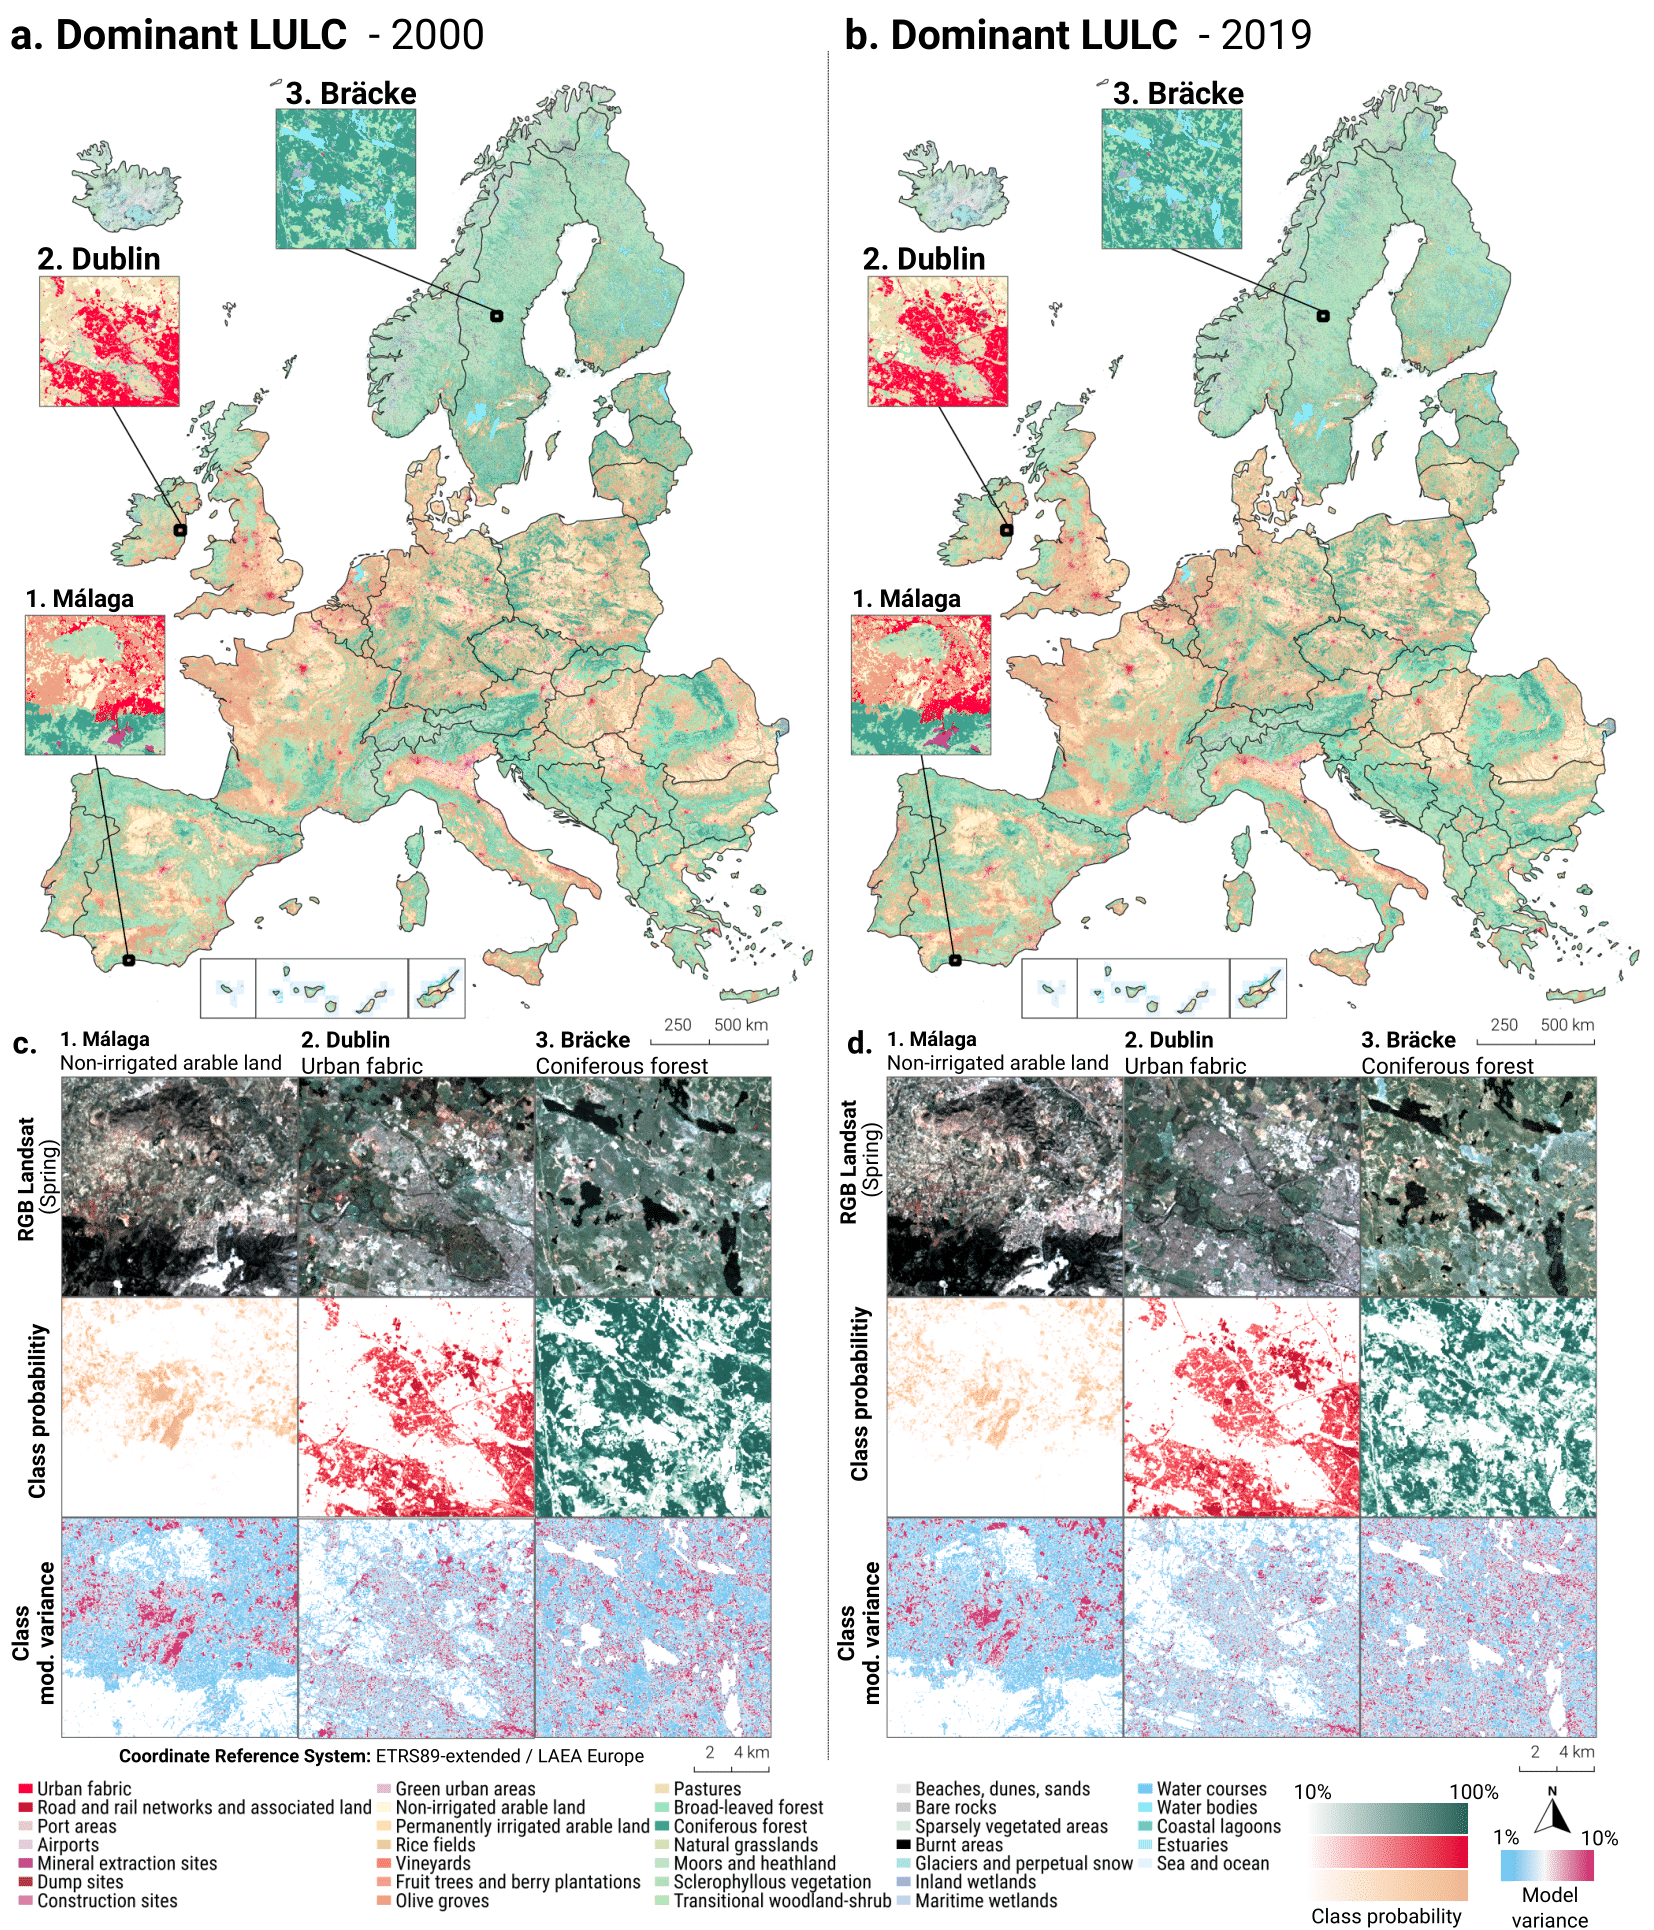 a. Dominant LULC - 2000
b. Dominant LULC - 2019
3. Bräcke
3. Bräcke
2. Dublin
2. Dublin
1. Málaga
1. Málaga
250 500 km
250 500 km
c.
1. Málaga
Non-irrigated arable land
2. Dublin
Urban fabric
3. Bräcke
Coniferous forest
d.
1. Málaga
Non-irrigated arable land
2. Dublin
Urban fabric
3. Bräcke
Coniferous forest
RGB Landsat
(Spring)
RGB Landsat
(Spring)
Class probabilitiy
Class probabilitiy
Class
mod. variance
Class
mod. variance
Coordinate Reference System: ETRS89-extended / LAEA Europe
2 4 km
2 4 km
Urban fabric
Road and rail networks and associated land
Port areas
Airports
Mineral extraction sites
Dump sites
Construction sites
Green urban areas
Non-irrigated arable land
Permanently irrigated arable land
Rice fields
Vineyards
Fruit trees and berry plantations
Olive groves
Pastures
Broad-leaved forest
Coniferous forest
Natural grasslands
Moors and heathland
Sclerophyllous vegetation
Transitional woodland-shrub
Beaches, dunes, sands
Bare rocks
Sparsely vegetated areas
Burnt areas
Glaciers and perpetual snow
Inland wetlands
Maritime wetlands
Water courses
Water bodies
Coastal lagoons
Estuaries
Sea and ocean
10% 100%
Class probability
N
1% 10%
Model
variance